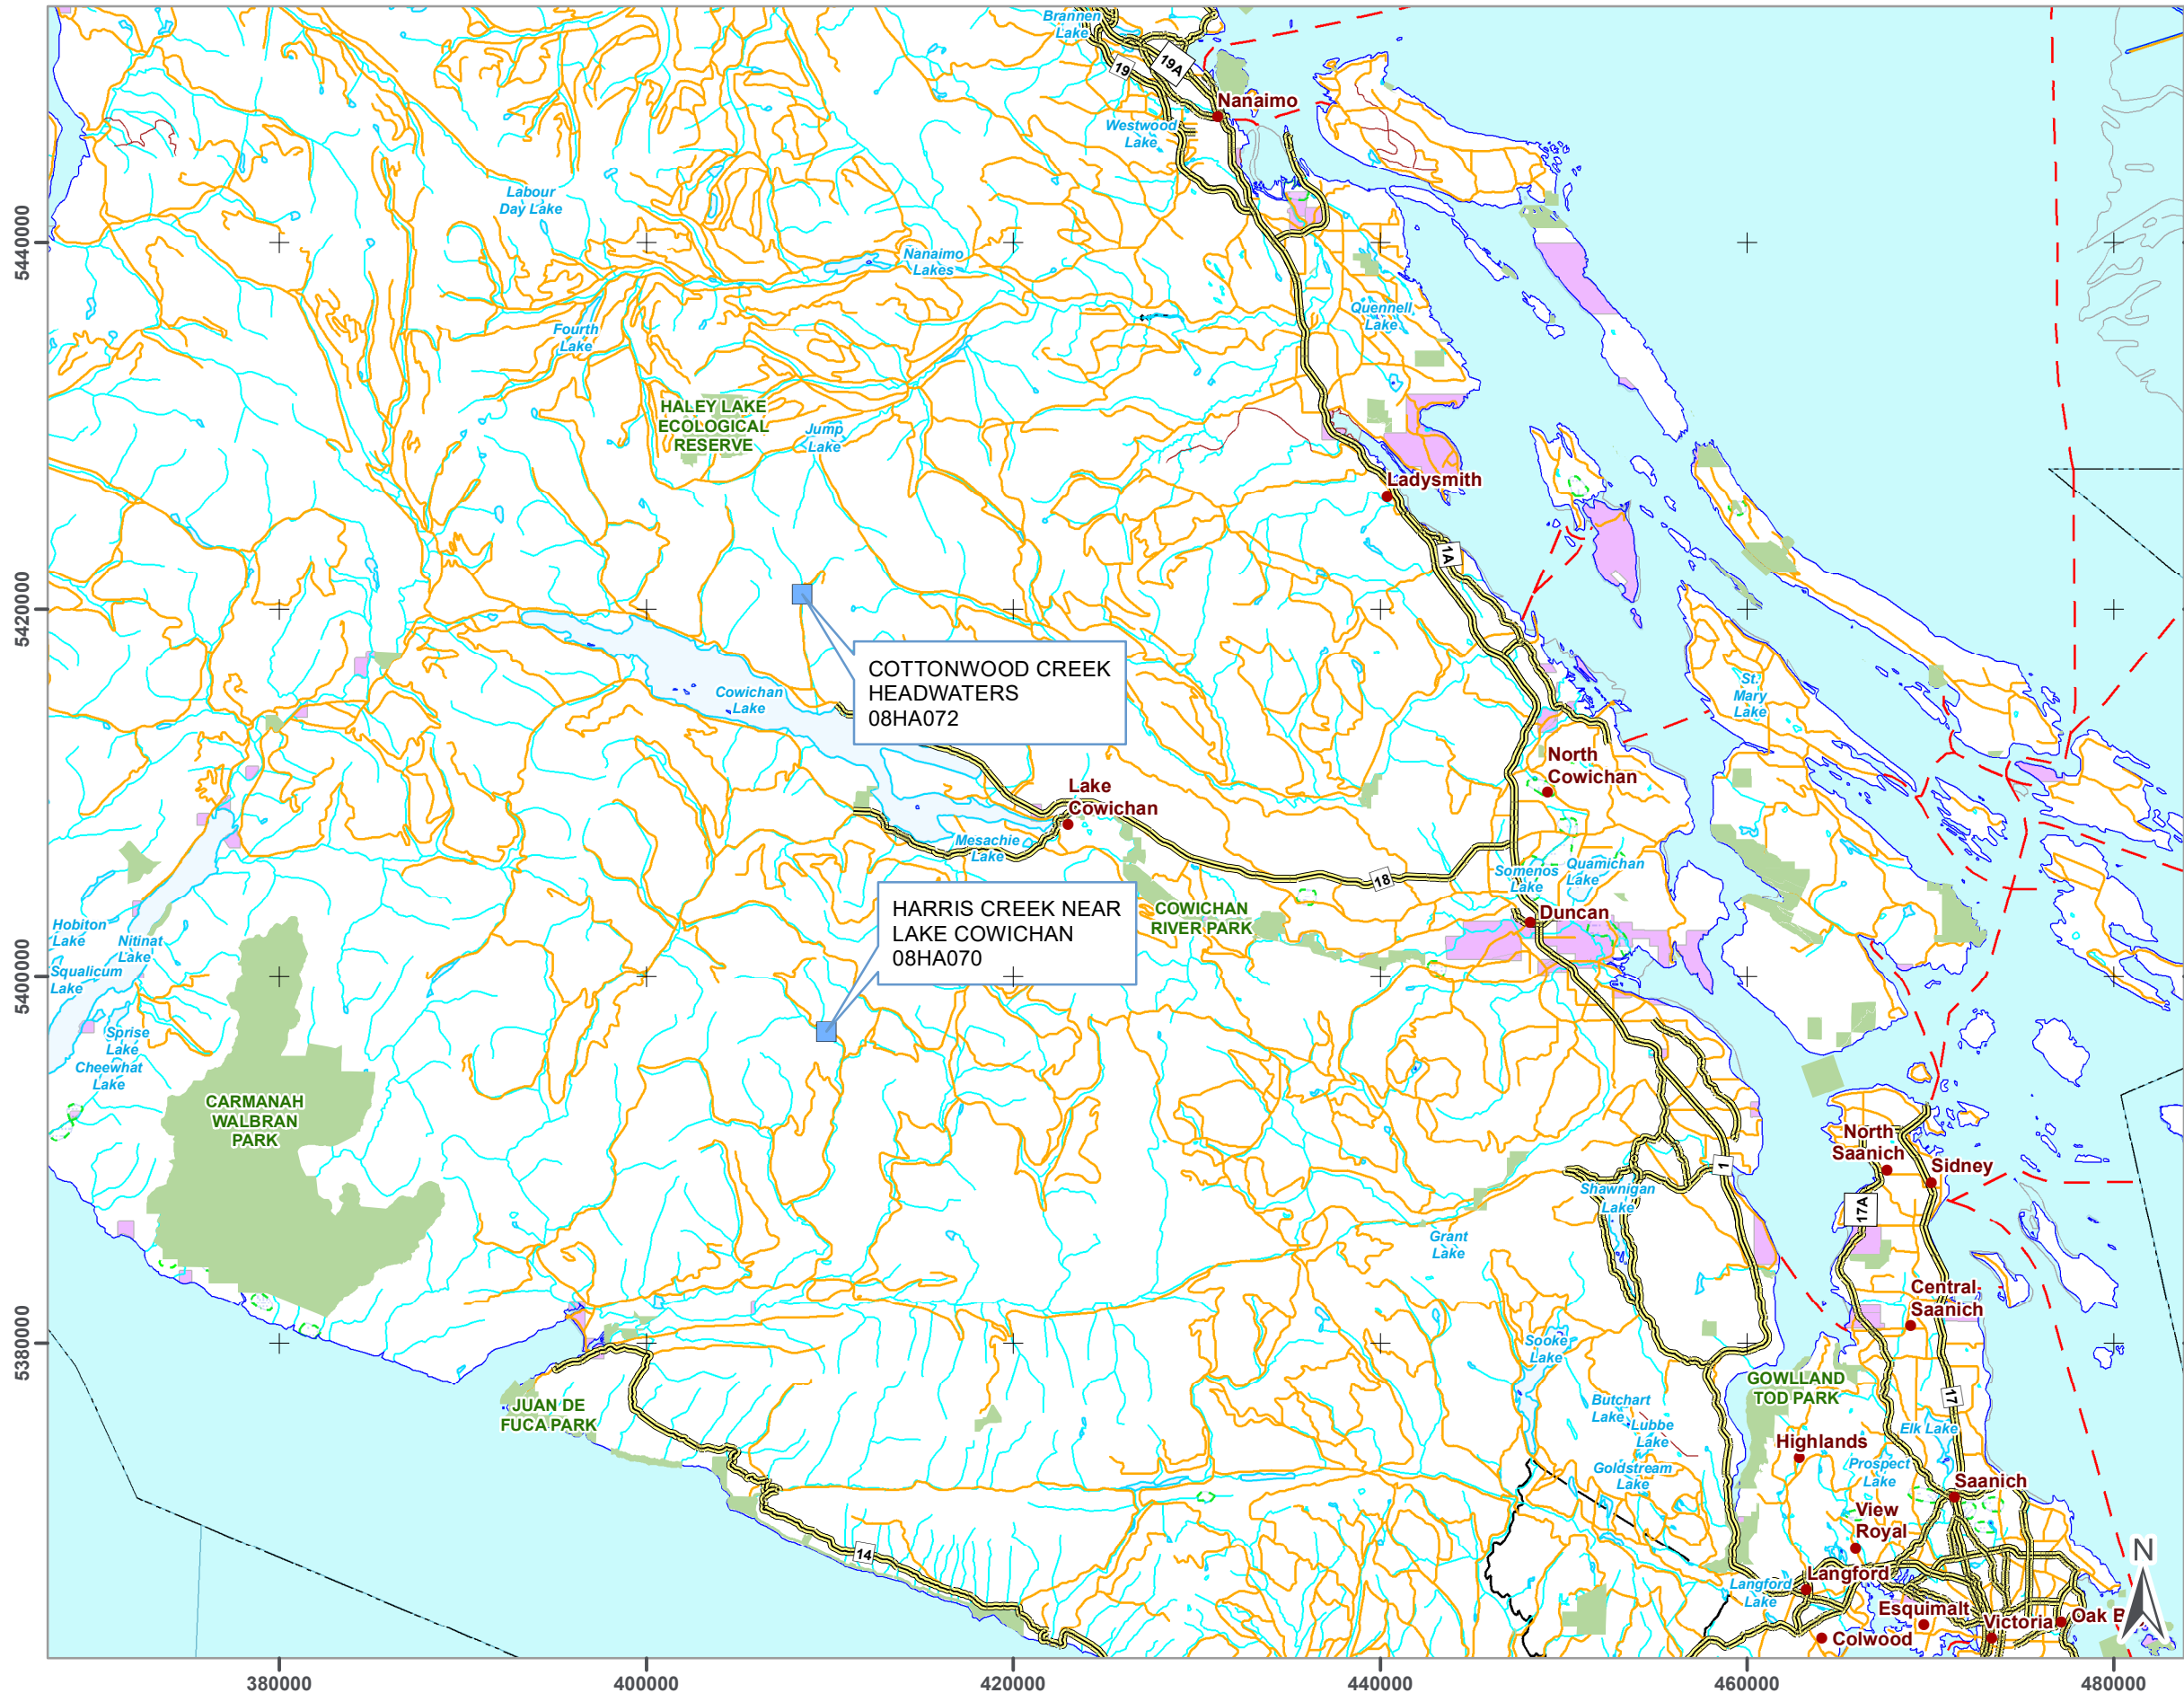 Brannen
Lake
19
19A
Nanaimo
Westwood
Lake
Labour
Day Lake
Nanaimo
Lakes
Quennell
Lake
Fourth
Lake
HALEY LAKE
ECOLOGICAL
RESERVE
Jump
Lake
Ladysmith
1A
COTTONWOOD CREEK
HEADWATERS
08HA072
Cowichan
Lake
St.
Mary
Lake
North
Cowichan
Lake
Cowichan
Mesachie
Lake
18
Somenos
Lake
Quamichan
Lake
HARRIS CREEK NEAR
LAKE COWICHAN
08HA070
COWICHAN
RIVER PARK
Duncan
Hobiton
Lake
Nitinat
Lake
Squalicum
Lake
Sprise
Lake
Cheewhat
Lake
CARMANAH
WALBRAN
PARK
North
Saanich
Sidney
1
17A
Shawnigan
Lake
Grant
Lake
Central
Saanich
Sooke
Lake
GOWLLAND
TOD PARK
17
JUAN DE
FUCA PARK
Butchart
Lake
Lubbe
Lake
Elk Lake
Highlands
Prospect
Lake
Goldstream
Lake
Saanich
View
Royal
14
Langford
Langford
Lake
Esquimalt
Victoria
Oak B
Colwood
N
5440000
5420000
5400000
5380000
380000
400000
420000
440000
460000
480000